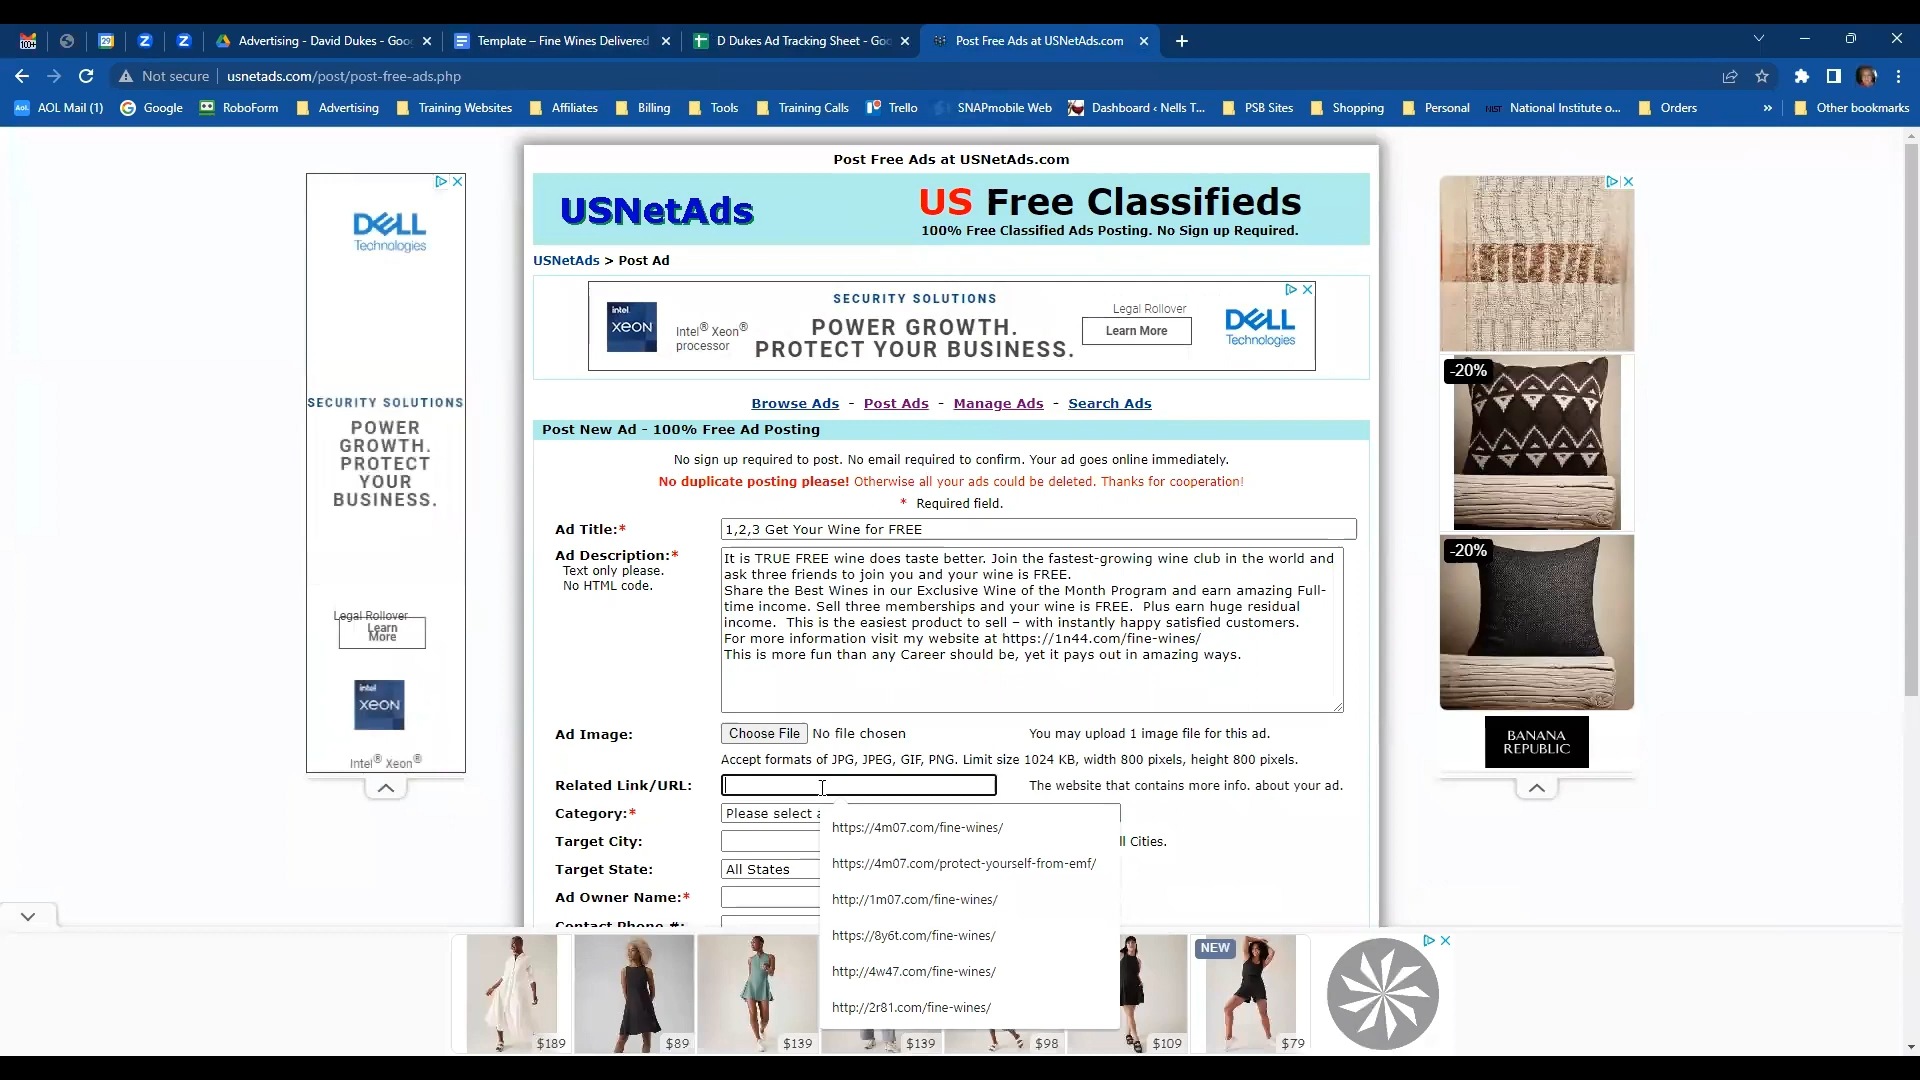 Advertising - David Dukes - Goo
Template – Fine Wines Delivered
D Dukes Ad Tracking Sheet - Goo
Post Free Ads at USNetAds.com
Not secure
usnetads.com/post/post-free-ads.php
AOL Mail (1)
Google
RoboForm
Advertising
Training Websites
Affiliates
Billing
Tools
Training Calls
Trello
SNAPmobile Web
Dashboard ‹ Nells T...
PSB Sites
Shopping
Personal
National Institute o...
Orders
»
Other bookmarks
Post Free Ads at USNetAds.com
USNetAds
US Free Classifieds
100% Free Classified Ads Posting. No Sign up Required.
USNetAds > Post Ad
intel.
XEON
Intel® Xeon®
processor
SECURITY SOLUTIONS
POWER GROWTH.
PROTECT YOUR BUSINESS.
Legal Rollover
Learn More
DELL
Technologies
Browse Ads - Post Ads - Manage Ads - Search Ads
Post New Ad - 100% Free Ad Posting
No sign up required to post. No email required to confirm. Your ad goes online immediately.
No duplicate posting please! Otherwise all your ads could be deleted. Thanks for cooperation!
* Required field.
Ad Title:*
1,2,3 Get Your Wine for FREE
Ad Description:*
Text only please.
No HTML code.
It is TRUE FREE wine does taste better. Join the fastest-growing wine club in the world and
ask three friends to join you and your wine is FREE.
Share the Best Wines in our Exclusive Wine of the Month Program and earn amazing Full-
time income. Sell three memberships and your wine is FREE. Plus earn huge residual
income. This is the easiest product to sell – with instantly happy satisfied customers.
For more information visit my website at https://1n44.com/fine-wines/
This is more fun than any Career should be, yet it pays out in amazing ways.
Ad Image:
Choose File No file chosen
You may upload 1 image file for this ad.
Accept formats of JPG, JPEG, GIF, PNG. Limit size 1024 KB, width 800 pixels, height 800 pixels.
Related Link/URL:
The website that contains more info. about your ad.
Category:*
Please select a
Target City:
ll Cities.
Target State:
All States
Ad Owner Name:*
Contact Phone #:
https://4m07.com/fine-wines/
https://4m07.com/protect-yourself-from-emf/
http://1m07.com/fine-wines/
https://8y6t.com/fine-wines/
http://4w47.com/fine-wines/
http://2r81.com/fine-wines/
DELL
Technologies
SECURITY SOLUTIONS
POWER
GROWTH.
PROTECT
YOUR
BUSINESS.
Legal Rollover
Learn
More
intel
XEON
Intel® Xeon®
-20%
-20%
BANANA
REPUBLIC
$189
$89
$139
$139
$98
$109
NEW
$79